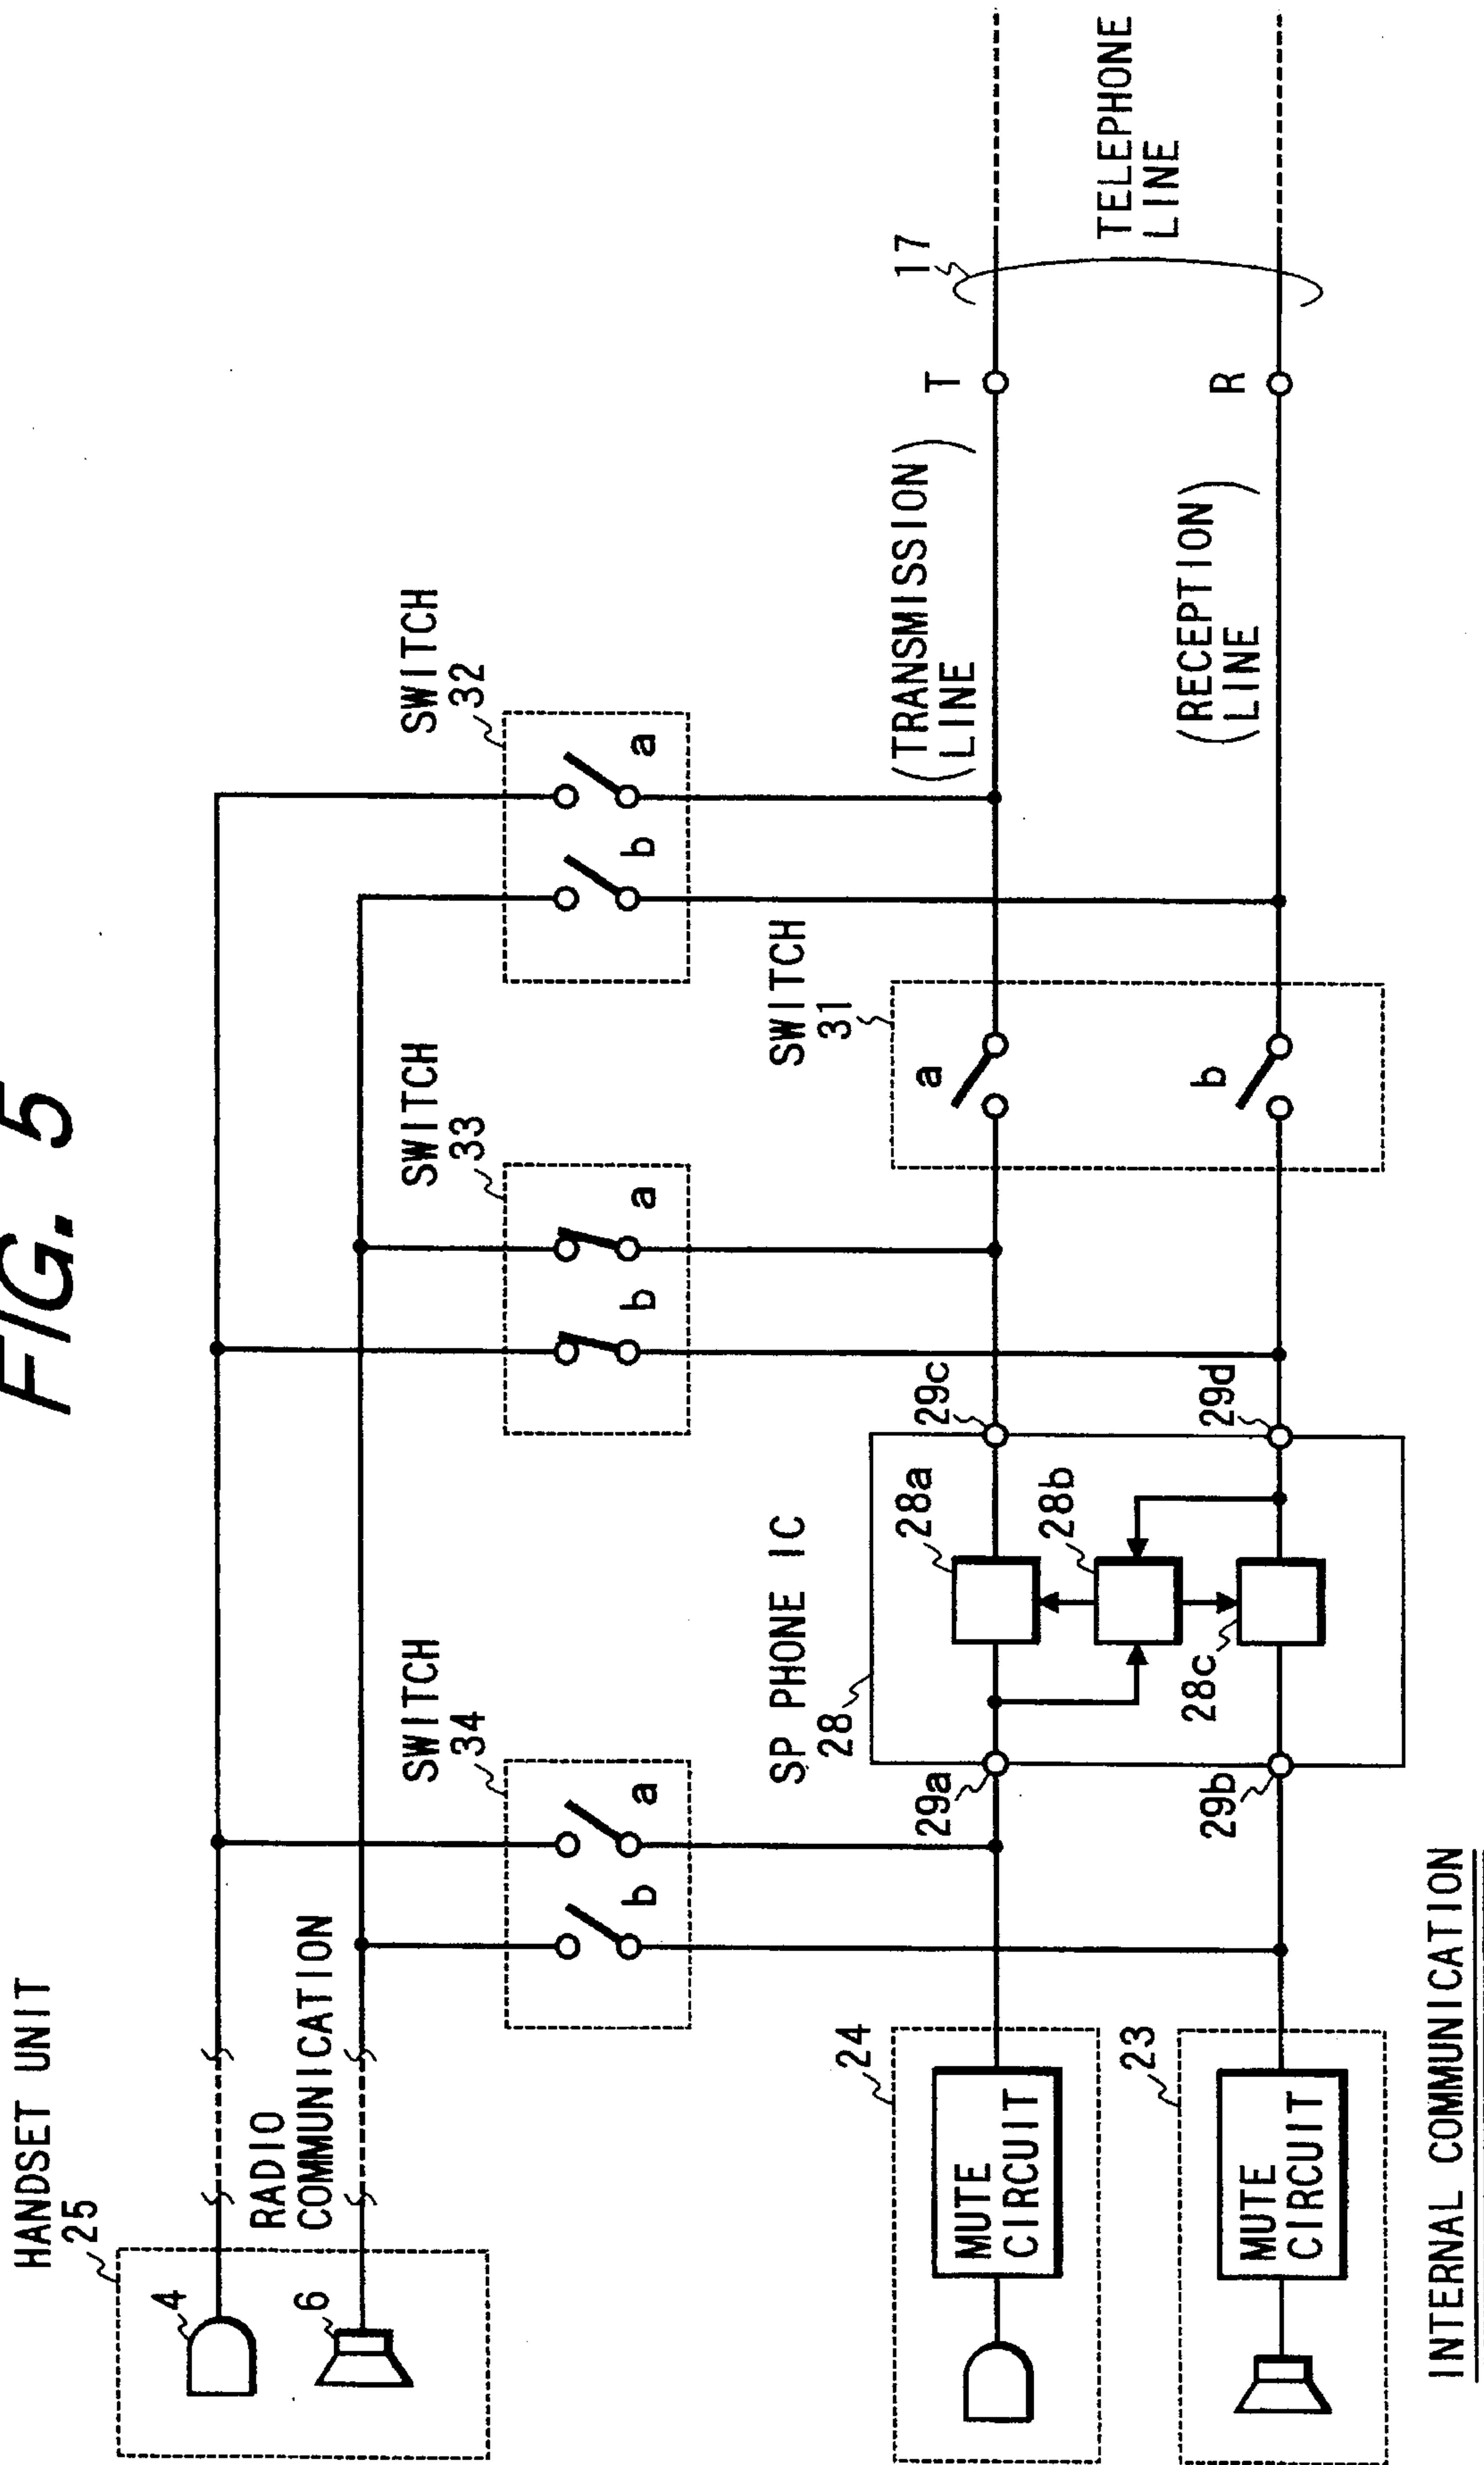 FIG. 5
HANDSET UNIT
25
4
6
RADIO
COMMUNICATION
SWITCH
34
a
b
SWITCH
33
a
b
SWITCH
32
a
b
SWITCH
31
a
b
SP PHONE IC
28
28a
28b
28c
29a
29b
29c
29d
24
MUTE
CIRCUIT
23
MUTE
CIRCUIT
(TRANSMISSION
LINE)
T
(RECEPTION
LINE)
R
17
TELEPHONE
LINE
INTERNAL COMMUNICATION